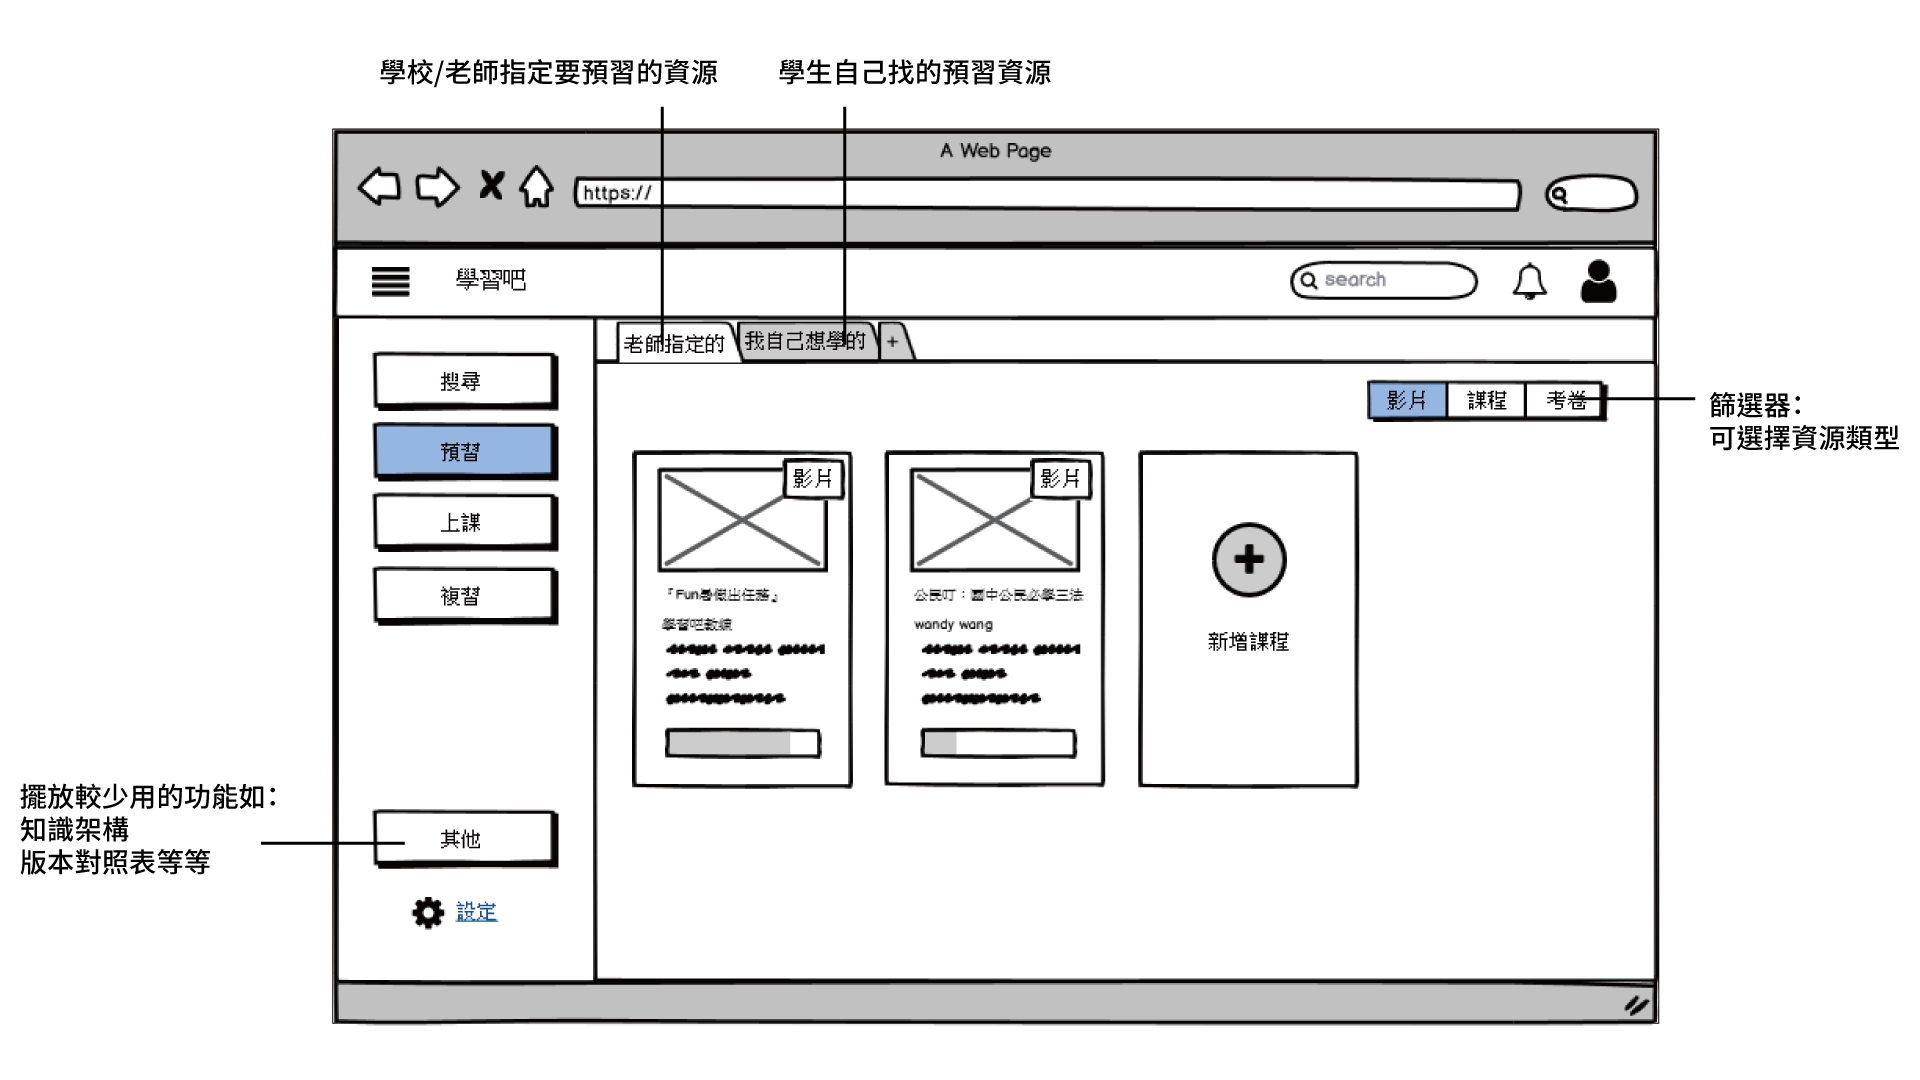 學校/老師指定要預習的資源
學生自己找的預習資源
A Web Page
https://
學習吧
search
老師指定的
我自己想學的
+
搜尋
預習
上課
複習
其他
設定
影片
課程
考卷
篩選器：
可選擇資源類型
影片
『Fun暑假出任務』
學習吧教練
影片
公民叮：國中公民必學三法
wandy wang
新增課程
擺放較少用的功能如：
知識架構
版本對照表等等